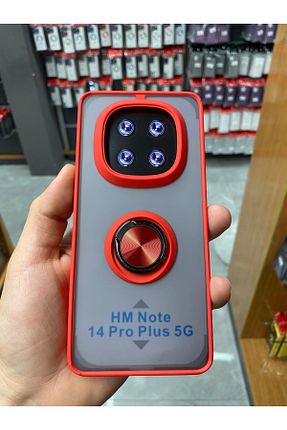 HM Note
14 Pro Plus 5G